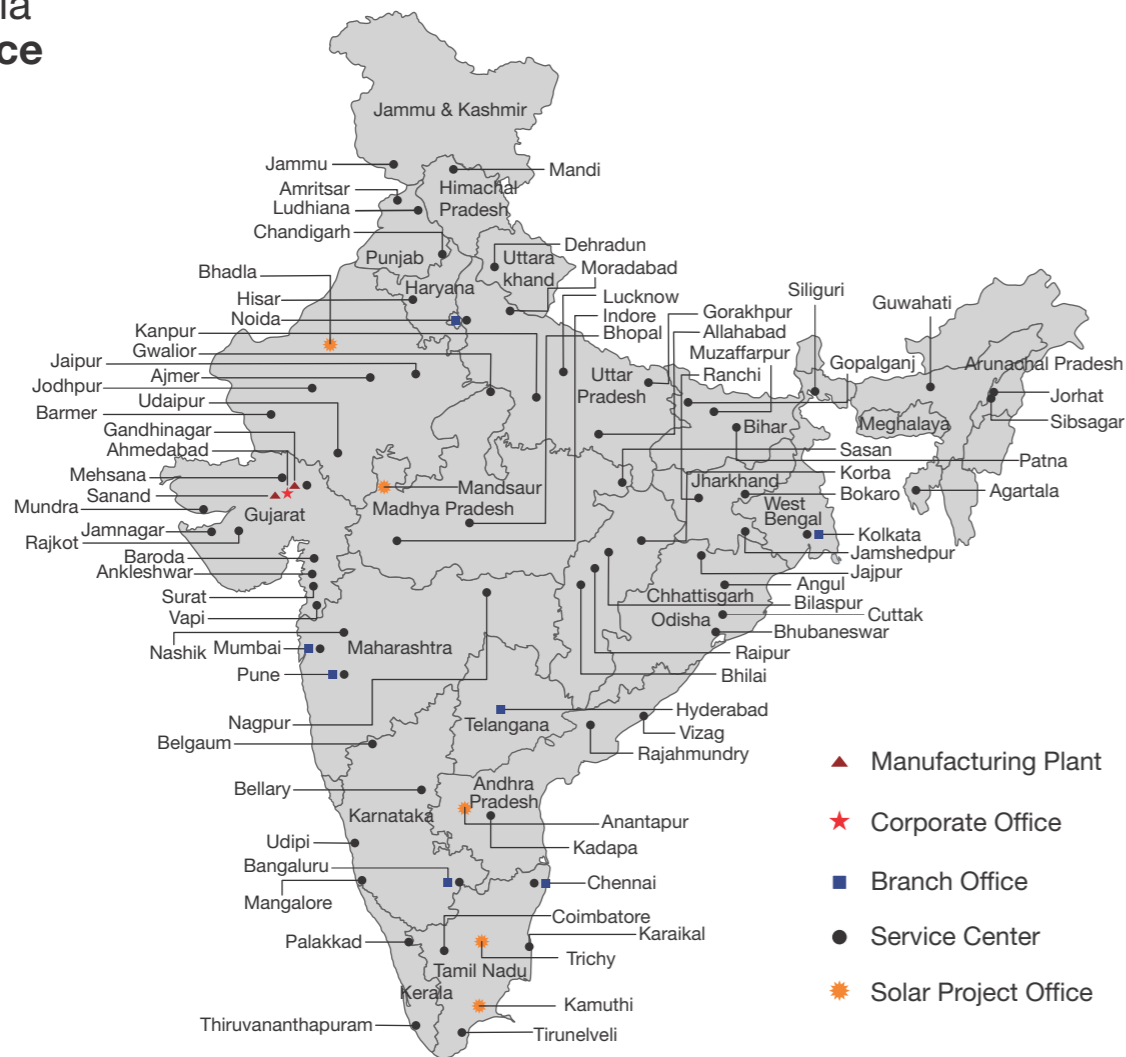 ia
ce
Jammu & Kashmir
Jammu
Mandi
Amritsar
Himachal
Pradesh
Ludhiana
Chandigarh
Dehradun
Punjab
Uttara
khand
Moradabad
Bhadla
Haryana
Hisar
Lucknow
Siliguri
Guwahati
Noida
Indore
Gorakhpur
Kanpur
Bhopal
Allahabad
Gwalior
Muzaffarpur
Jaipur
Gopalganj
Arunachal Pradesh
Ajmer
Uttar
Pradesh
Ranchi
Jodhpur
Jorhat
Udaipur
Barmer
Meghalaya
Sibsagar
Gandhinagar
Bihar
Ahmedabad
Sasan
Patna
Mehsana
Korba
Sanand
Mandsaur
Jharkhand
Bokaro
Agartala
Mundra
Gujarat
Madhya Pradesh
West
Bengal
Jamnagar
Kolkata
Rajkot
Jamshedpur
Baroda
Jajpur
Ankleshwar
Angul
Surat
Chhattisgarh
Bilaspur
Vapi
Odisha
Cuttak
Bhubaneswar
Nashik
Mumbai
Maharashtra
Raipur
Pune
Bhilai
Hyderabad
Nagpur
Telangana
Vizag
Belgaum
Rajahmundry
Manufacturing Plant
Andhra
Pradesh
Bellary
Karnataka
Anantapur
Corporate Office
Udipi
Kadapa
Bangaluru
Chennai
Branch Office
Mangalore
Coimbatore
Karaikal
Service Center
Palakkad
Trichy
Tamil Nadu
Kerala
Kamuthi
Solar Project Office
Thiruvananthapuram
Tirunelveli